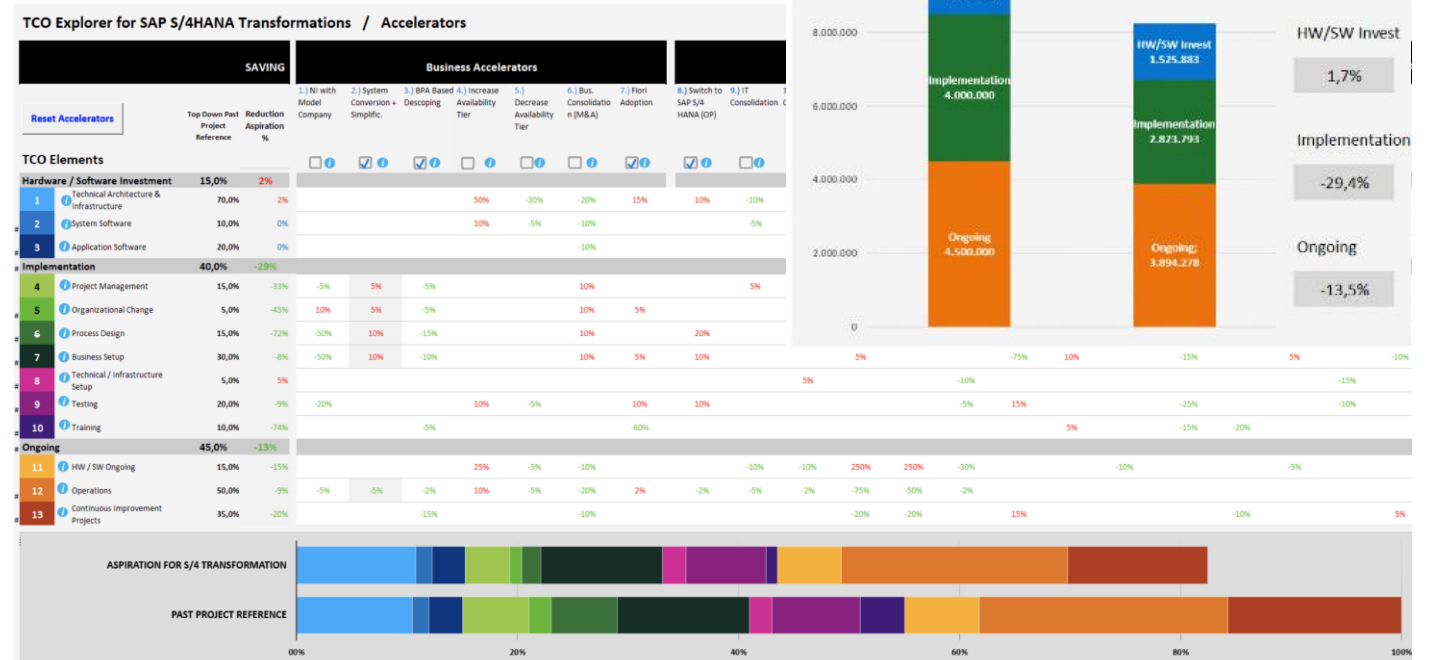 TCO Explorer for SAP S/4HANA Transformations / Accelerators
SAVING
Business Accelerators
Reset Accelerators
Top Down Past Project Reference
Reduction Aspiration %
1.) NI with Model Company
2.) System Conversion + Simplific.
3.) BPA Based Descoping
4.) Increase Availability Tier
5.) Decrease Availability Tier
6.) Bus. Consolidatio n (M&A)
7.) Fiori Adoption
8.) Switch to SAP S/4 HANA (OP)
9.) IT Consolidation
TCO Elements
Hardware / Software Investment 15,0% 2%
1 Technical Architecture & Infrastructure 70,0% 2% 50% -30% -20% 15% 10% -10%
2 System Software 10,0% 0% 10% -5% -10% -5%
3 Application Software 20,0% 0% -10%
Implementation 40,0% -29%
4 Project Management 15,0% -33% -5% 5% -5% 10% 5%
5 Organizational Change 5,0% -45% 10% 5% -5% 10% 5%
6 Process Design 15,0% -72% -50% 10% -15% 10% 20%
7 Business Setup 30,0% -8% -50% 10% -10% 10% 5% 10% 5% -75% 10% -15% 5% -10%
8 Technical / Infrastructure Setup 5,0% 5% 5% -10% -15%
9 Testing 20,0% -9% -20% 10% -5% 10% 10% -5% 15% -25% -10%
10 Training 10,0% -74% -5% -60% 5% -15% -20%
Ongoing 45,0% -13%
11 HW / SW Ongoing 15,0% -15% 25% -5% -10% -10% -10% 250% 250% -30% -10% -5%
12 Operations 50,0% -9% -5% -5% -2% 10% -5% -20% 2% -2% -5% -2% -75% -50% -2%
13 Continuous Improvement Projects 35,0% -20% -15% -10% -20% -20% 15% -10% 5%
8.000.000
6.000.000
4.000.000
2.000.000
0
Implementation
4.000.000
Ongoing
4.500.000
HW/SW Invest
1.525.883
Implementation
2.823.793
Ongoing;
3.894.278
HW/SW Invest
1,7%
Implementation
-29,4%
Ongoing
-13,5%
ASPIRATION FOR S/4 TRANSFORMATION
PAST PROJECT REFERENCE
00% 20% 40% 60% 80% 100%